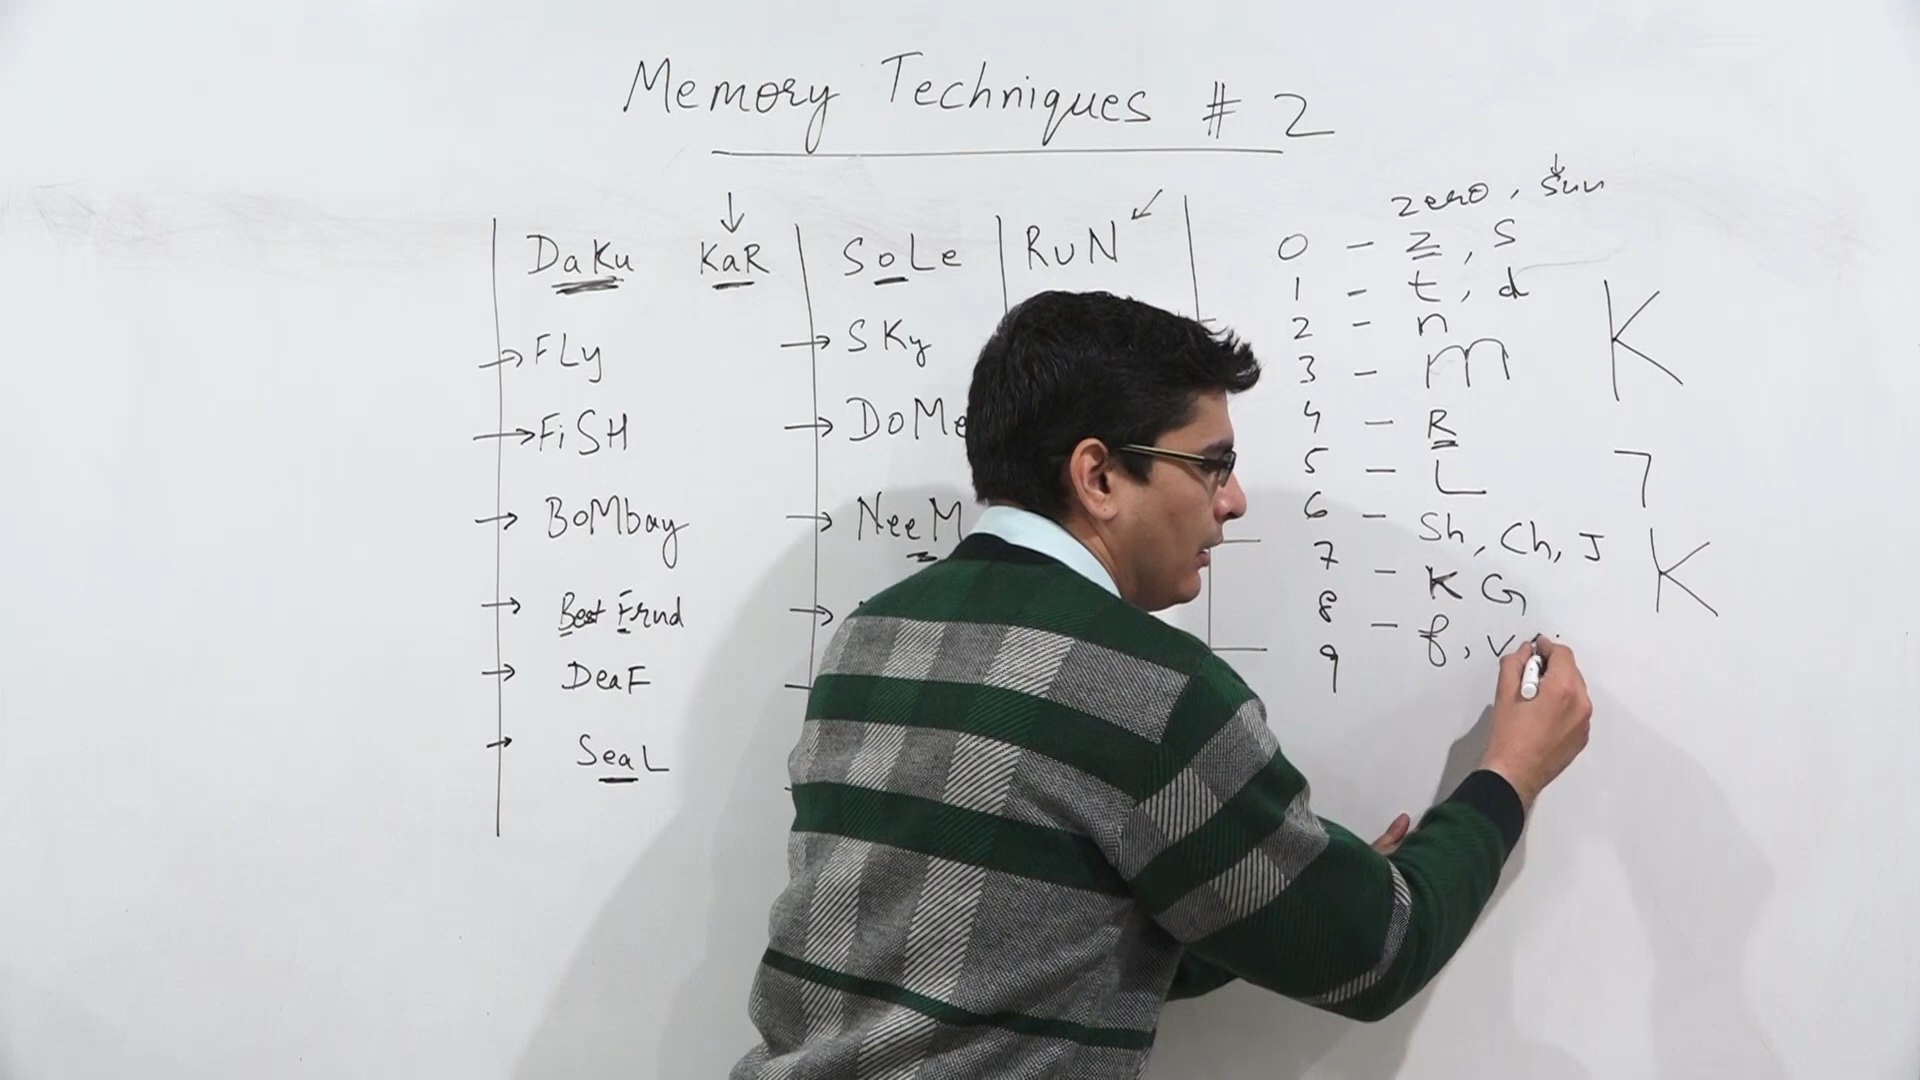 Memory Techniques # 2
DaKu KaR SoLe RuN
FLy SKy
FiSH DoMe
BoMbay NeeM
Best Frnd
DeaF
SeaL
zero, Sun
0 - z, S
1 - t, d
2 - n
3 - m
4 - R
5 - L
6 - Sh, Ch, J
7 - K G
8 - f, v
9
K
7
K